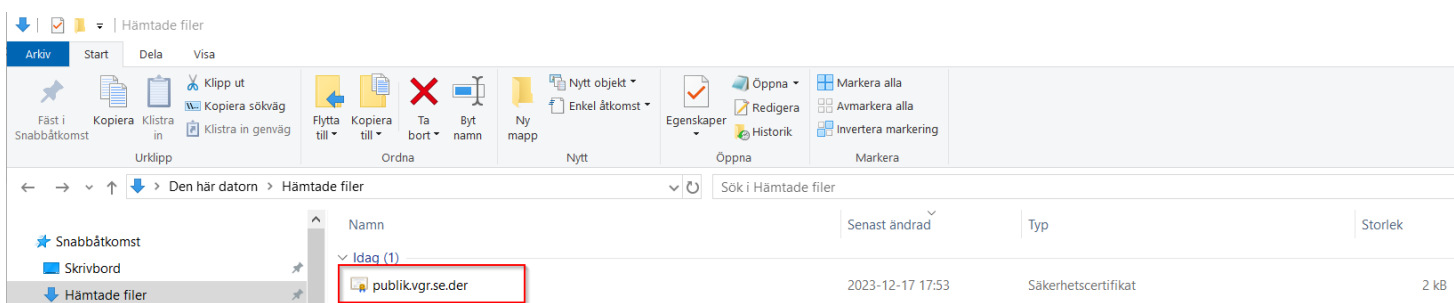 Hämtade filer
Arkiv Start Dela Visa
Fäst i Snabbåtkomst
Kopiera
Klistra in
Klipp ut
Kopiera sökväg
Klistra in genväg
Urklipp
Flytta till
Kopiera till
Ta bort
Byt namn
Ordna
Ny mapp
Nytt objekt
Enkel åtkomst
Nytt
Egenskaper
Öppna
Redigera
Historik
Öppna
Markera alla
Avmarkera alla
Invertera markering
Markera
Den här datorn > Hämtade filer
Sök i Hämtade filer
Snabbåtkomst
Skrivbord
Hämtade filer
Namn Senast ändrad Typ Storlek
Idag (1)
publik.vgr.se.der 2023-12-17 17:53 Säkerhetscertifikat 2 kB